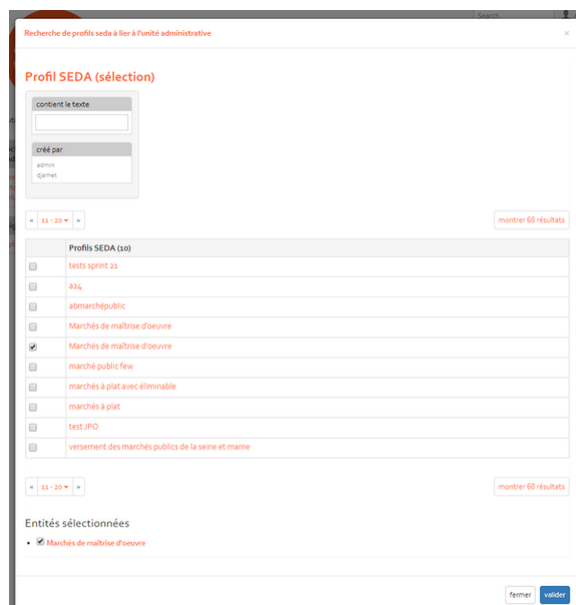 Search
Recherche de profils seda à lier à l'unité administrative ×
Profil SEDA (sélection)
contient le texte
créé par
admin
djamet
« 11 - 20 » montrer 68 résultats
Profils SEDA (10)
tests sprint 21
a24
abmarchépublic
Marchés de maîtrise d'oeuvre
Marchés de maîtrise d'oeuvre
marché public few
marchés à plat avec éliminable
marchés à plat
test JPO
versement des marchés publics de la seine et marne
« 11 - 20 » montrer 68 résultats
Entités sélectionnées
• Marchés de maîtrise d'oeuvre
fermer valider